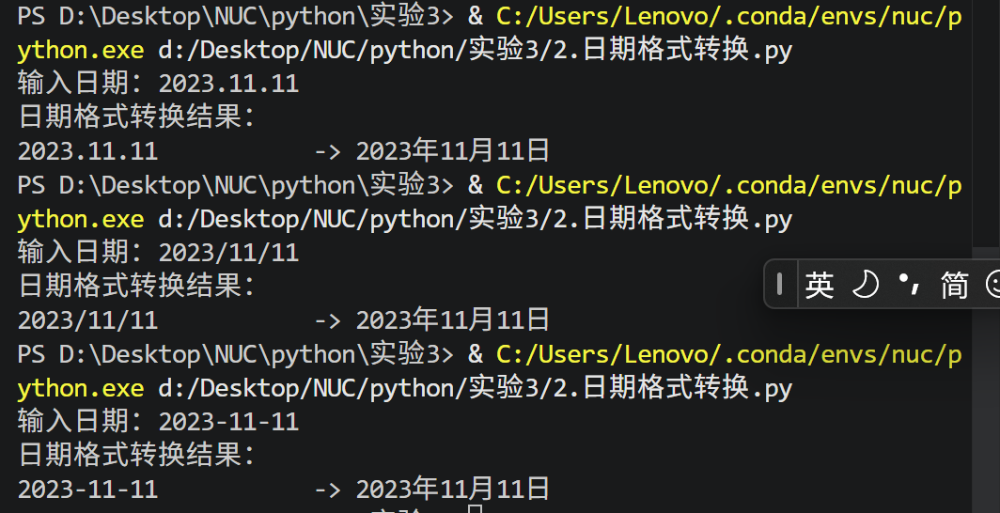 PS D:\Desktop\NUC\python\实验3> & C:/Users/Lenovo/.conda/envs/nuc/p
ython.exe d:/Desktop/NUC/python/实验3/2.日期格式转换.py
输入日期: 2023.11.11
日期格式转换结果:
2023.11.11           -> 2023年11月11日
PS D:\Desktop\NUC\python\实验3> & C:/Users/Lenovo/.conda/envs/nuc/p
ython.exe d:/Desktop/NUC/python/实验3/2.日期格式转换.py
输入日期: 2023/11/11
日期格式转换结果:
英 简
2023/11/11           -> 2023年11月11日
PS D:\Desktop\NUC\python\实验3> & C:/Users/Lenovo/.conda/envs/nuc/p
ython.exe d:/Desktop/NUC/python/实验3/2.日期格式转换.py
输入日期: 2023-11-11
日期格式转换结果:
2023-11-11           -> 2023年11月11日